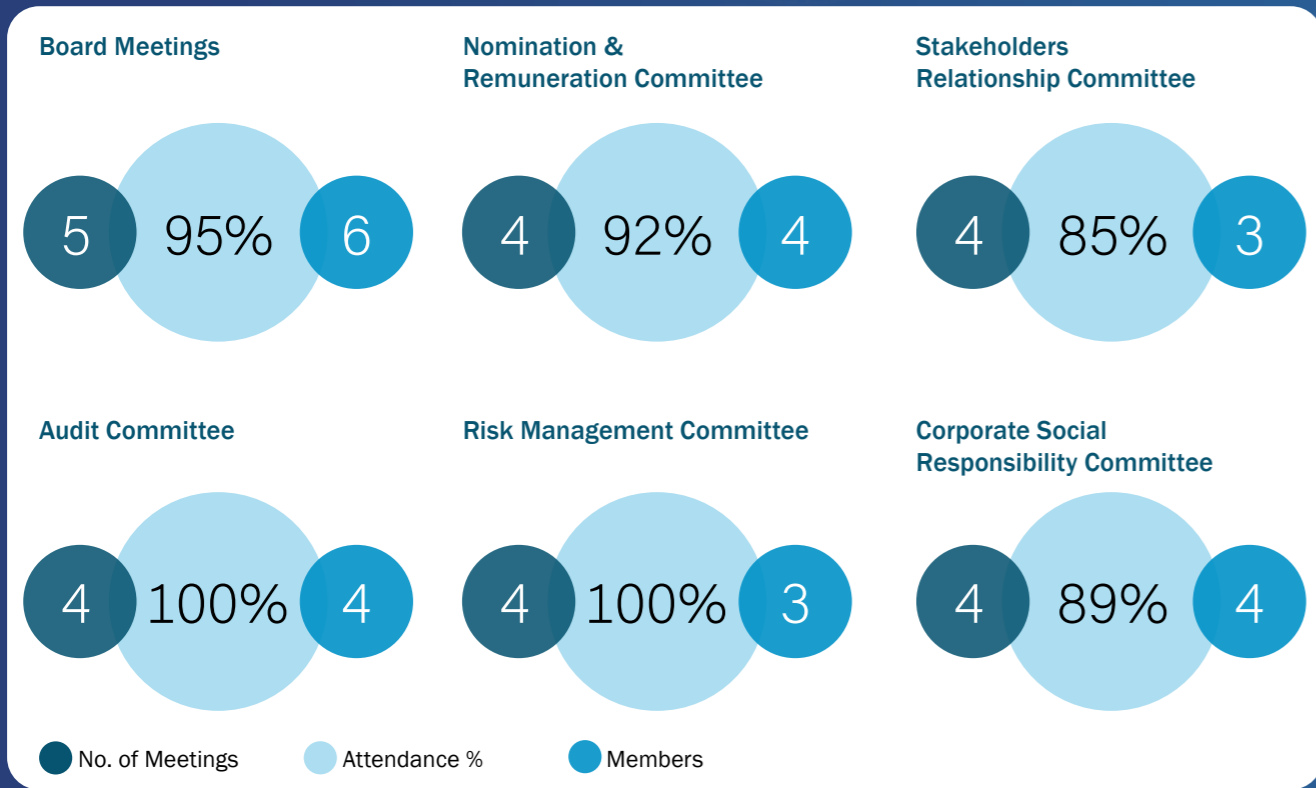 Board Meetings
5 95% 6
Nomination &
Remuneration Committee
4 92% 4
Stakeholders
Relationship Committee
4 85% 3
Audit Committee
4 100% 4
Risk Management Committee
4 100% 3
Corporate Social
Responsibility Committee
4 89% 4
No. of Meetings
Attendance %
Members